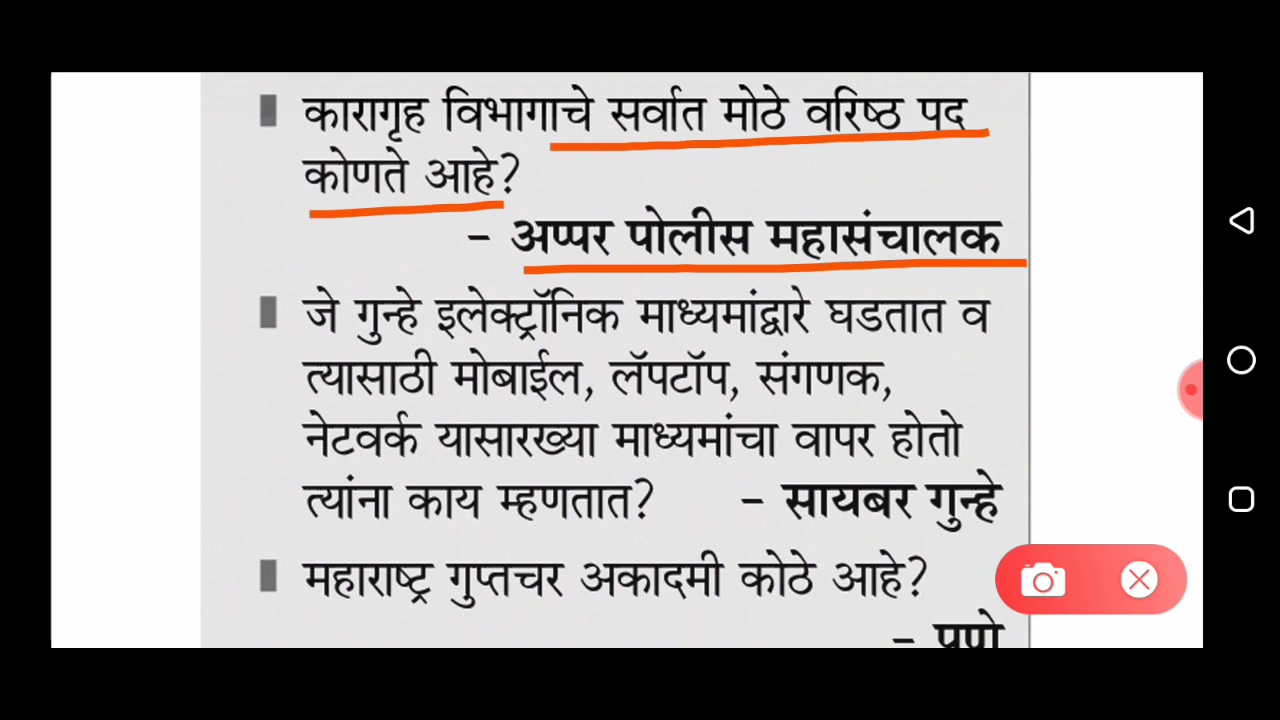 कारागृह विभागाचे सर्वात मोठे वरिष्ठ पद
कोणते आहे?
– अप्पर पोलीस महासंचालक
जे गुन्हे इलेक्ट्रॉनिक माध्यमांद्वारे घडतात व
त्यासाठी मोबाईल, लॅपटॉप, संगणक,
नेटवर्क यासारख्या माध्यमांचा वापर होतो
त्यांना काय म्हणतात? – सायबर गुन्हे
महाराष्ट्र गुप्तचर अकादमी कोठे आहे?
– पुणे